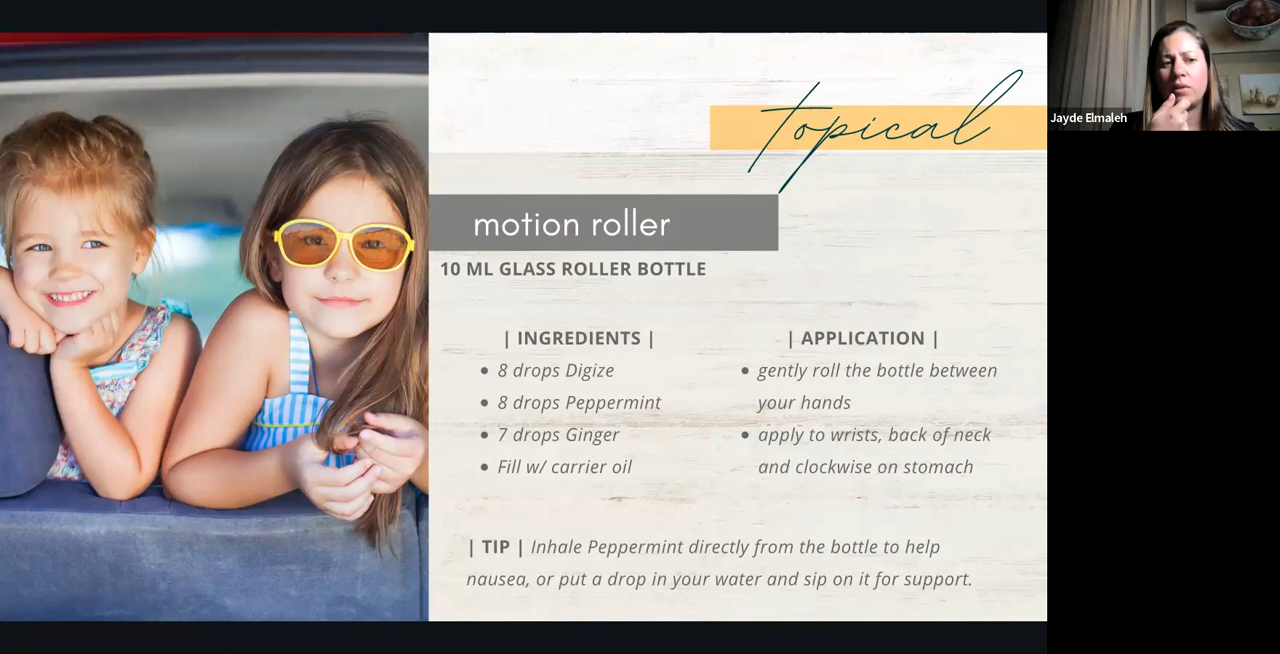 topical
motion roller
10 ML GLASS ROLLER BOTTLE
| INGREDIENTS |
• 8 drops Digize
• 8 drops Peppermint
• 7 drops Ginger
• Fill w/ carrier oil
| APPLICATION |
• gently roll the bottle between
your hands
• apply to wrists, back of neck
and clockwise on stomach
| TIP | Inhale Peppermint directly from the bottle to help
nausea, or put a drop in your water and sip on it for support.
Jayde Elmaleh